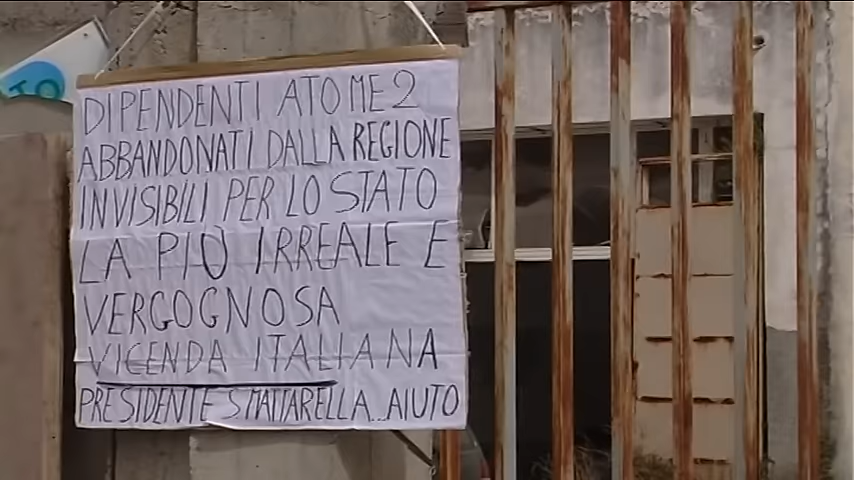 TO
DIPENDENTI ATO ME 2
ABBANDONATI DALLA REGIONE
INVISIBILI PER LO STATO
LA PIÙ IRREALE E
VERGOGNOSA
VICENDA ITALIANA
PRESIDENTE S. MATTARELLA...AIUTO